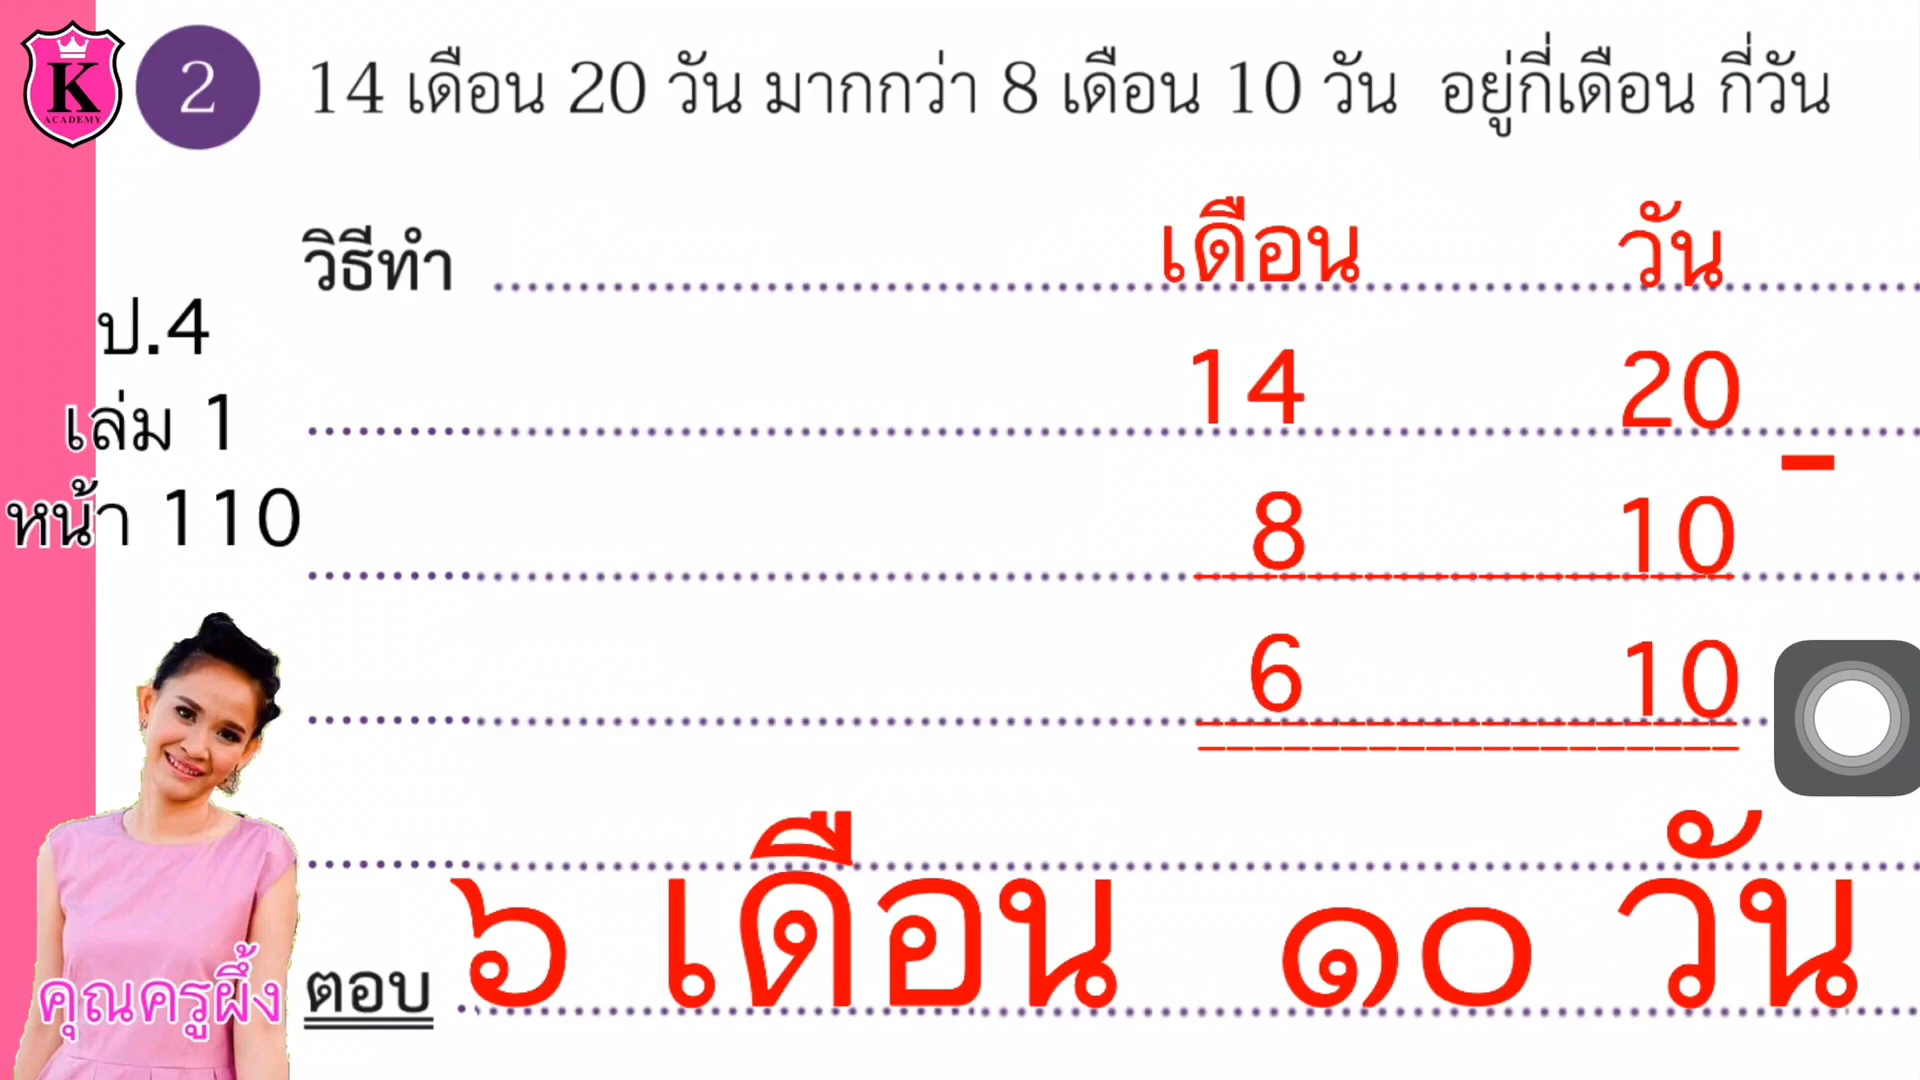 K
ACADEMY
2 14 เดือน 20 วัน มากกว่า 8 เดือน 10 วัน อยู่กี่เดือน กี่วัน
วิธีทำ เดือน วัน
ป.4
เล่ม 1
หน้า 110
14 20
-
8 10
6 10
คุณครูผึ้ง
ตอบ ๖ เดือน ๑๐ วัน